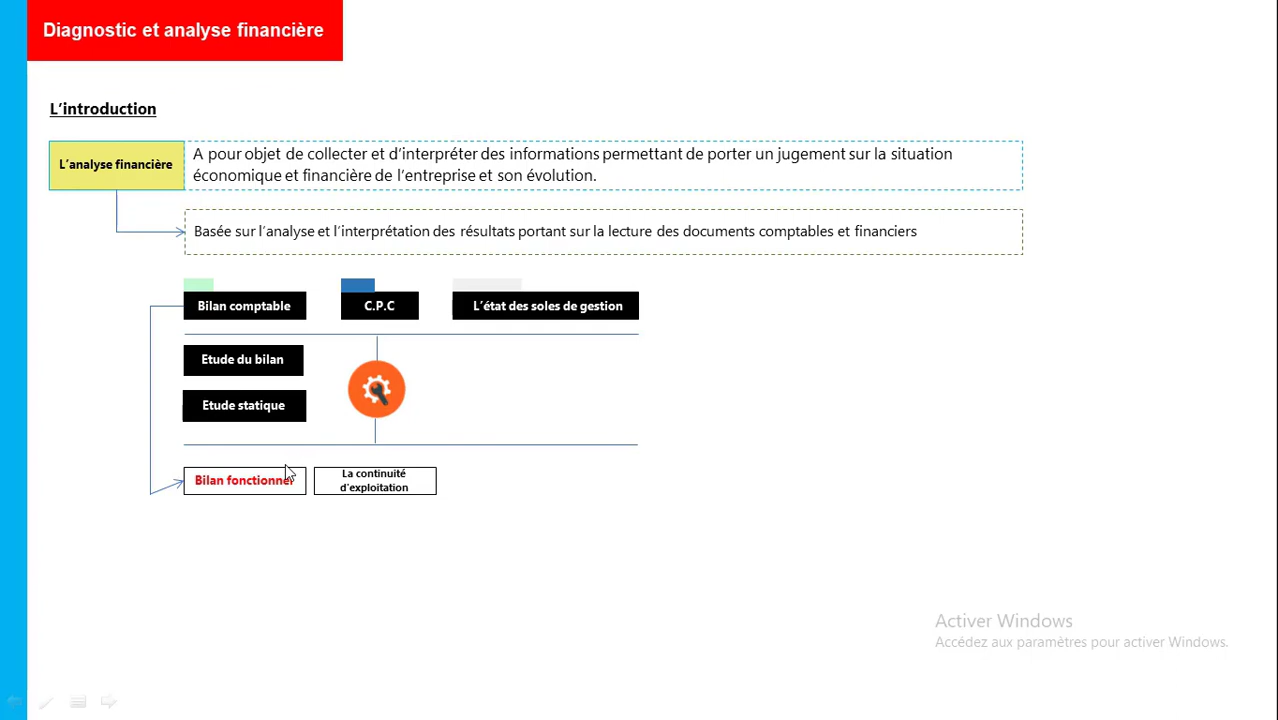 Diagnostic et analyse financière
L’introduction
L’analyse financière
A pour objet de collecter et d’interpréter des informations permettant de porter un jugement sur la situation
économique et financière de l’entreprise et son évolution.
Basée sur l’analyse et l’interprétation des résultats portant sur la lecture des documents comptables et financiers
Bilan comptable
C.P.C
L’état des soles de gestion
Etude du bilan
Etude statique
Bilan fonctionnel
La continuité
d’exploitation
Activer Windows
Accédez aux paramètres pour activer Windows.